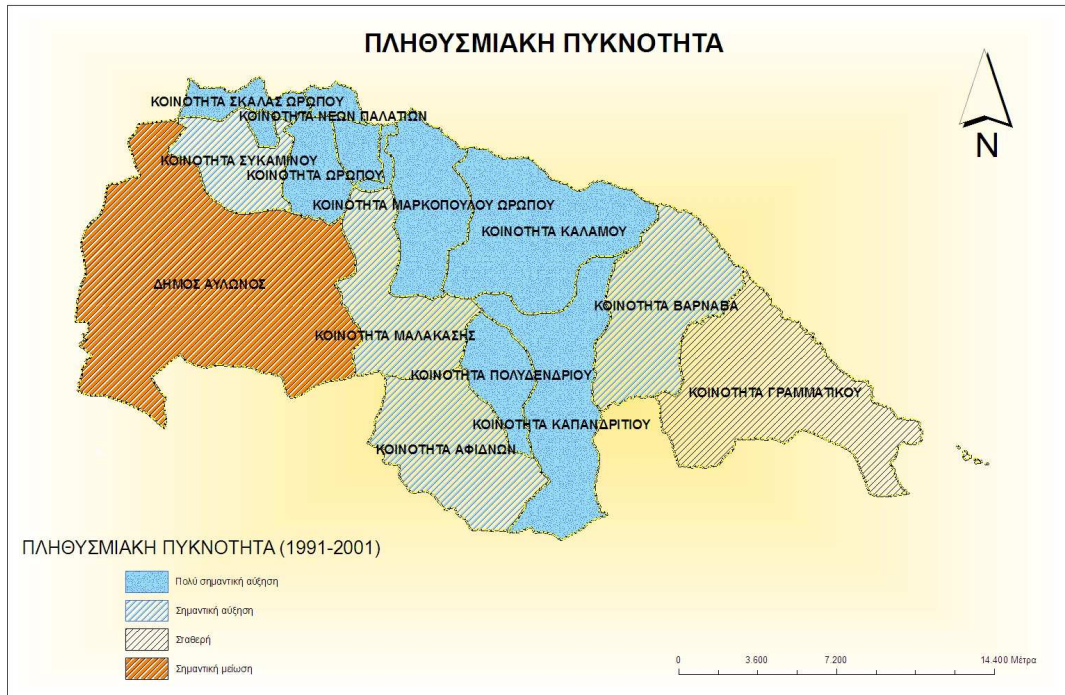 ΠΛΗΘΥΣΜΙΑΚΗ ΠΥΚΝΟΤΗΤΑ
N
ΚΟΙΝΟΤΗΤΑ ΣΚΑΛΑΣ ΩΡΩΠΟΥ
ΚΟΙΝΟΤΗΤΑ ΝΕΩΝ ΠΑΛΑΤΙΩΝ
ΚΟΙΝΟΤΗΤΑ ΣΥΚΑΜΙΝΟΥ
ΚΟΙΝΟΤΗΤΑ ΩΡΩΠΟΥ
ΚΟΙΝΟΤΗΤΑ ΜΑΡΚΟΠΟΥΛΟΥ ΩΡΩΠΟΥ
ΚΟΙΝΟΤΗΤΑ ΚΑΛΑΜΟΥ
ΔΗΜΟΣ ΑΥΛΩΝΟΣ
ΚΟΙΝΟΤΗΤΑ ΒΑΡΝΑΒΑ
ΚΟΙΝΟΤΗΤΑ ΜΑΛΑΚΑΣΗΣ
ΚΟΙΝΟΤΗΤΑ ΠΟΛΥΔΕΝΔΡΙΟΥ
ΚΟΙΝΟΤΗΤΑ ΓΡΑΜΜΑΤΙΚΟΥ
ΚΟΙΝΟΤΗΤΑ ΚΑΠΑΝΔΡΙΤΙΟΥ
ΚΟΙΝΟΤΗΤΑ ΑΦΙΔΝΩΝ
ΠΛΗΘΥΣΜΙΑΚΗ ΠΥΚΝΟΤΗΤΑ (1991-2001)
Πολύ σημαντική αύξηση
Σημαντική αύξηση
Σταθερή
Σημαντική μείωση
0 3.600 7.200 14.400 Μέτρα